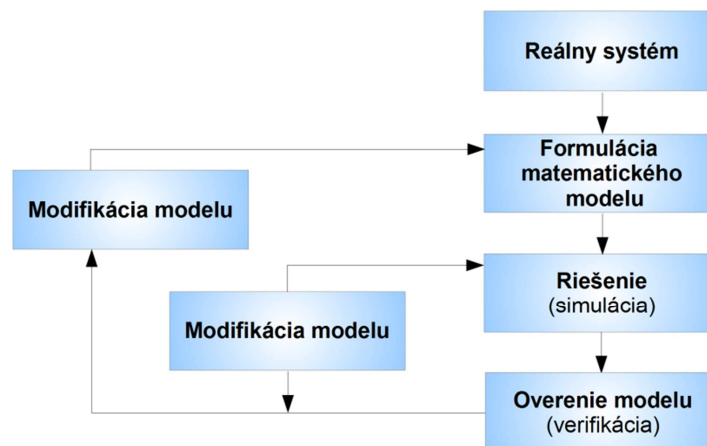 Reálny systém
Formulácia
matematického
modelu
Modifikácia modelu
Riešenie
(simulácia)
Modifikácia modelu
Overenie modelu
(verifikácia)